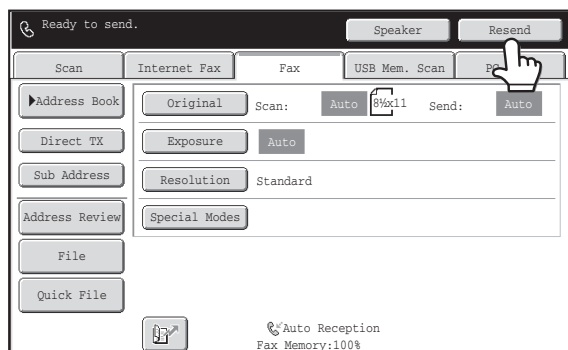 Ready to send.
Speaker
Resend
Scan
Internet Fax
Fax
USB Mem. Scan
Address Book
Original
Scan:
Auto
8½x11
Send:
Auto
Direct TX
Exposure
Auto
Sub Address
Resolution
Standard
Address Review
Special Modes
File
Quick File
Auto Reception
Fax Memory:100%